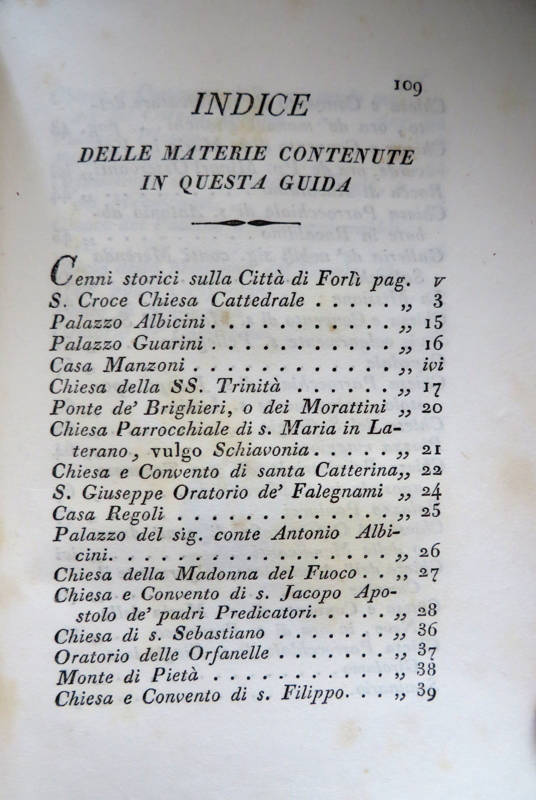 109
INDICE
DELLE MATERIE CONTENUTE
IN QUESTA GUIDA
Cenni storici sulla Città di Forlì pag. v
S. Croce Chiesa Cattedrale . . . . . „ 3
Palazzo Albicini . . . . . . . . . . . „ 15
Palazzo Guarini . . . . . . . . . . . „ 16
Casa Manzoni . . . . . . . . . . . . „ ivi
Chiesa della SS. Trinità . . . . . . „ 17
Ponte de' Brighieri, o dei Morattini „ 20
Chiesa Parrocchiale di s. Maria in La-
terano, vulgo Schiavonia . . . . . „ 21
Chiesa e Convento di santa Catterina „ 22
S. Giuseppe Oratorio de' Falegnami „ 24
Casa Regoli . . . . . . . . . . . . . „ 25
Palazzo del sig. conte Antonio Albi-
cini. . . . . . . . . . . . . . . . . „ 26
Chiesa della Madonna del Fuoco . . „ 27
Chiesa e Convento di s. Jacopo Apo-
stolo de' padri Predicatori. . . . . „ 28
Chiesa di s. Sebastiano . . . . . . . „ 36
Oratorio delle Orfanelle . . . . . . . „ 37
Monte di Pietà . . . . . . . . . . . „ 38
Chiesa e Convento di s. Filippo. . . „ 39